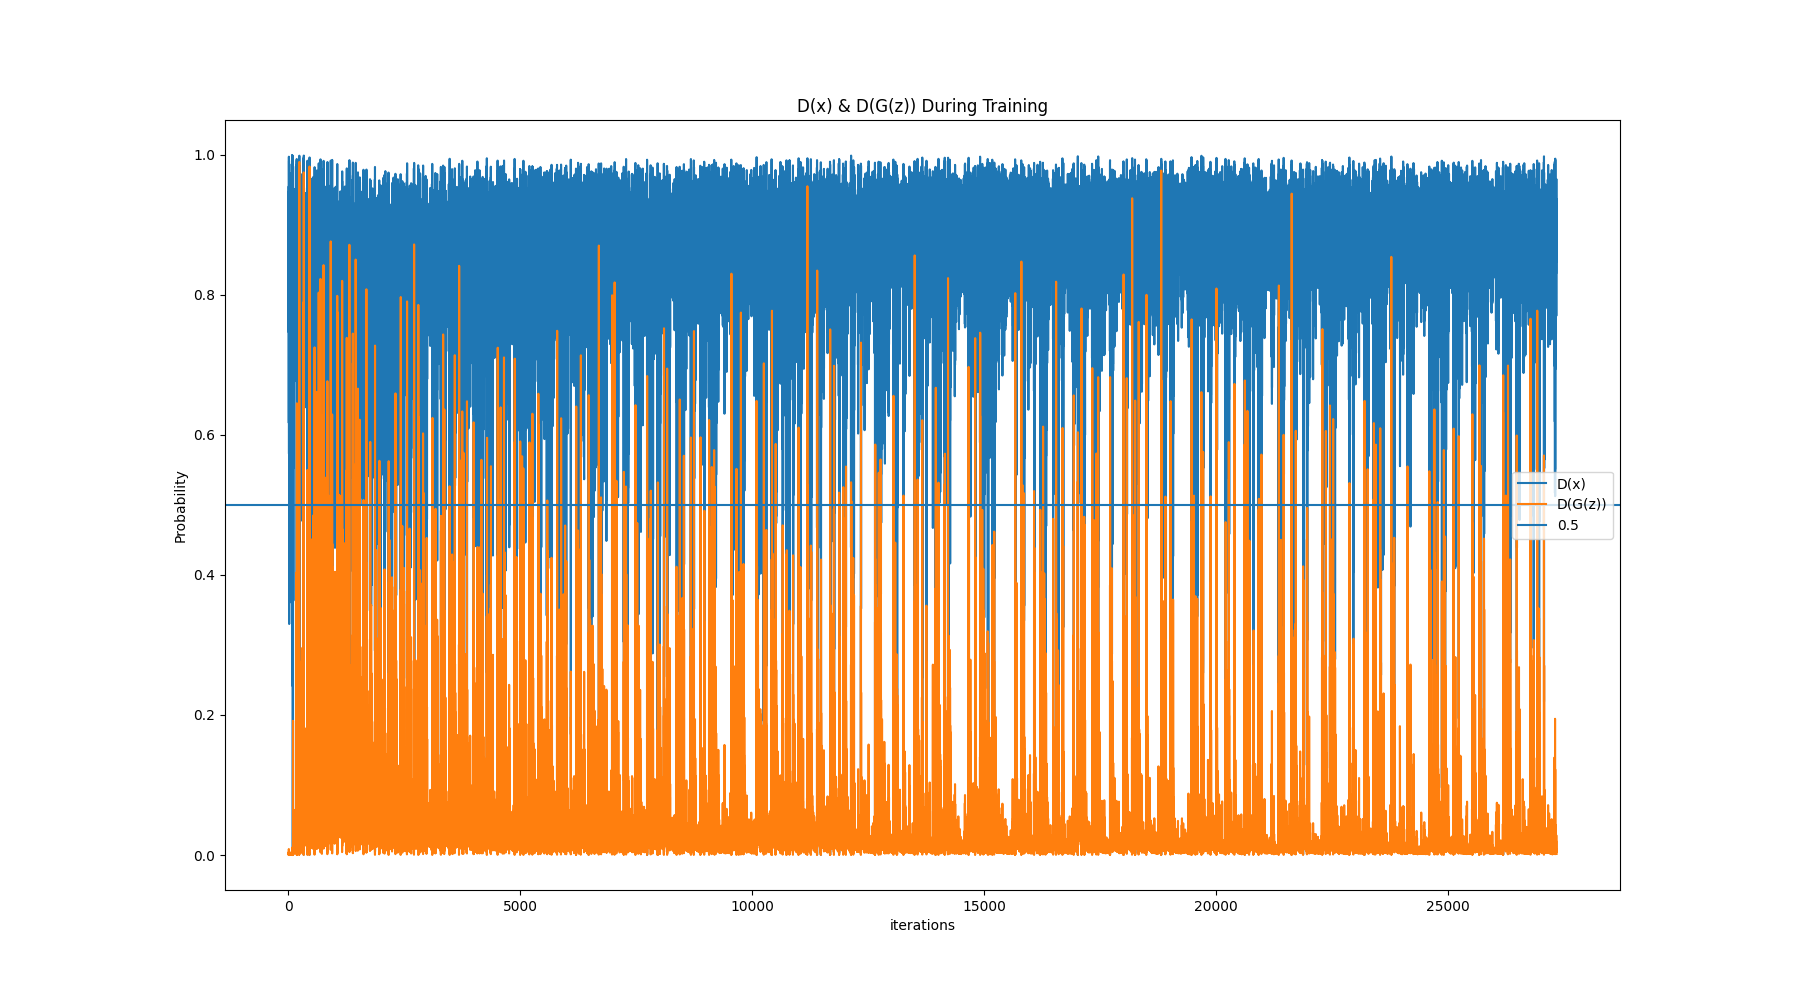 D(x) & D(G(z)) During Training
Probability
1.0
0.8
0.6
0.4
0.2
0.0
D(x)
D(G(z))
0.5
0
5000
10000
15000
20000
25000
iterations